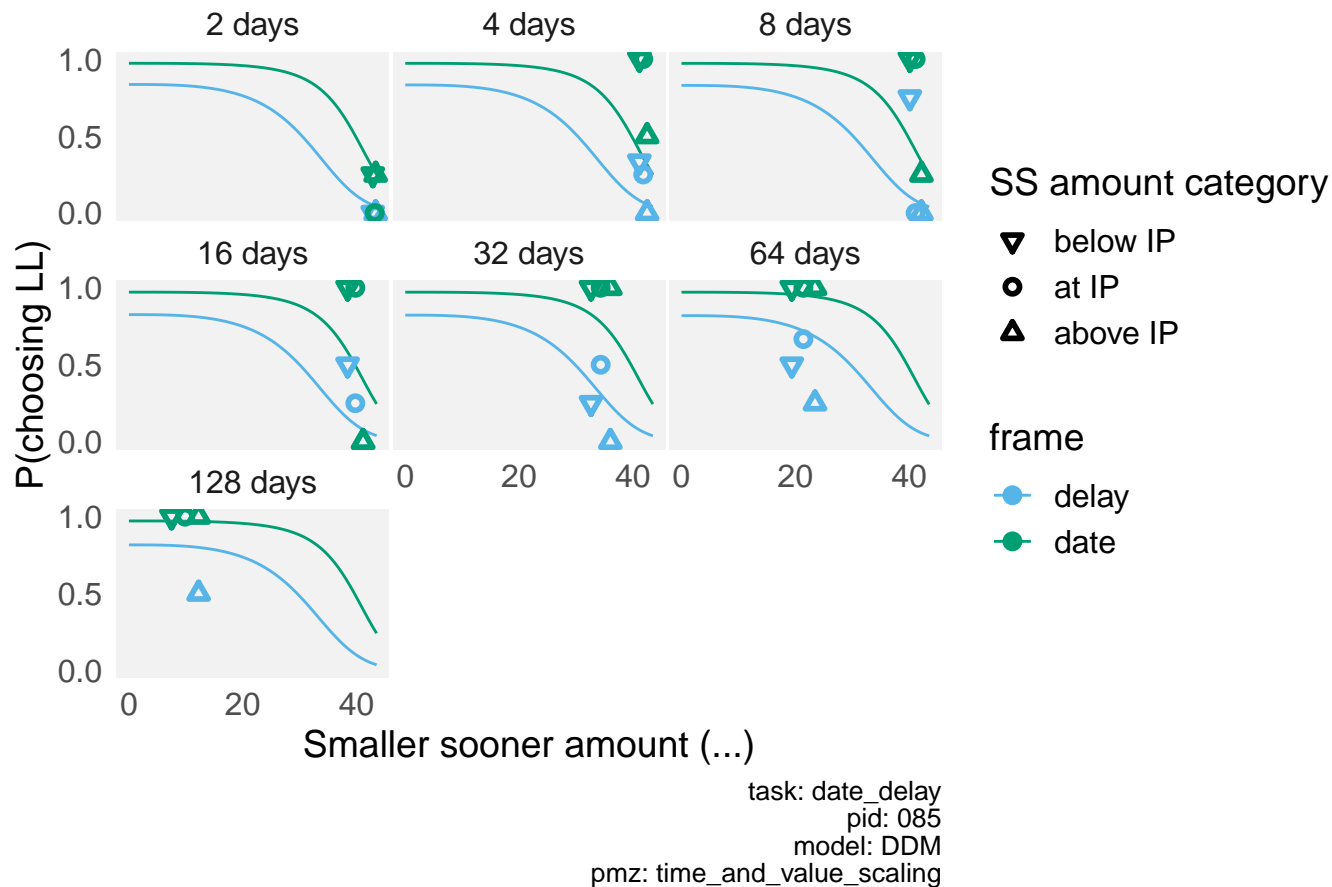 2 days
4 days
8 days
1.0
0.5
0.0
16 days
32 days
64 days
1.0
0.5
0.0
0
20
40
0
20
40
128 days
1.0
0.5
0.0
0
20
40
P(choosing LL)
Smaller sooner amount (...)
SS amount category
below IP
at IP
above IP
frame
delay
date
task: date_delay
pid: 085
model: DDM
pmz: time_and_value_scaling